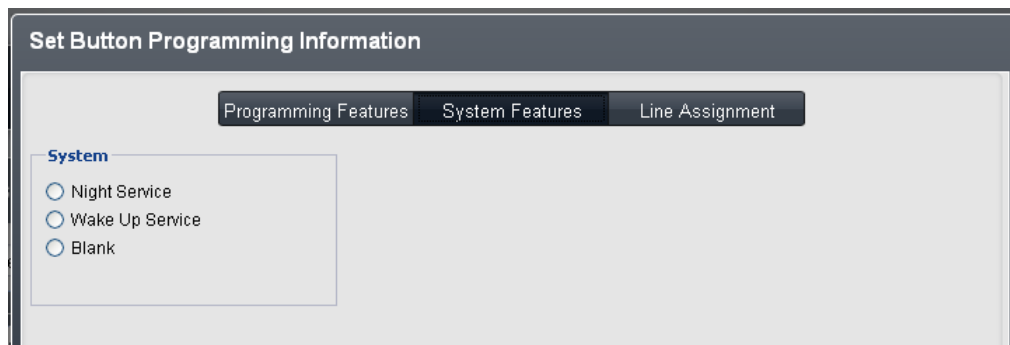 Set Button Programming Information
Programming Features System Features Line Assignment
System
Night Service
Wake Up Service
Blank